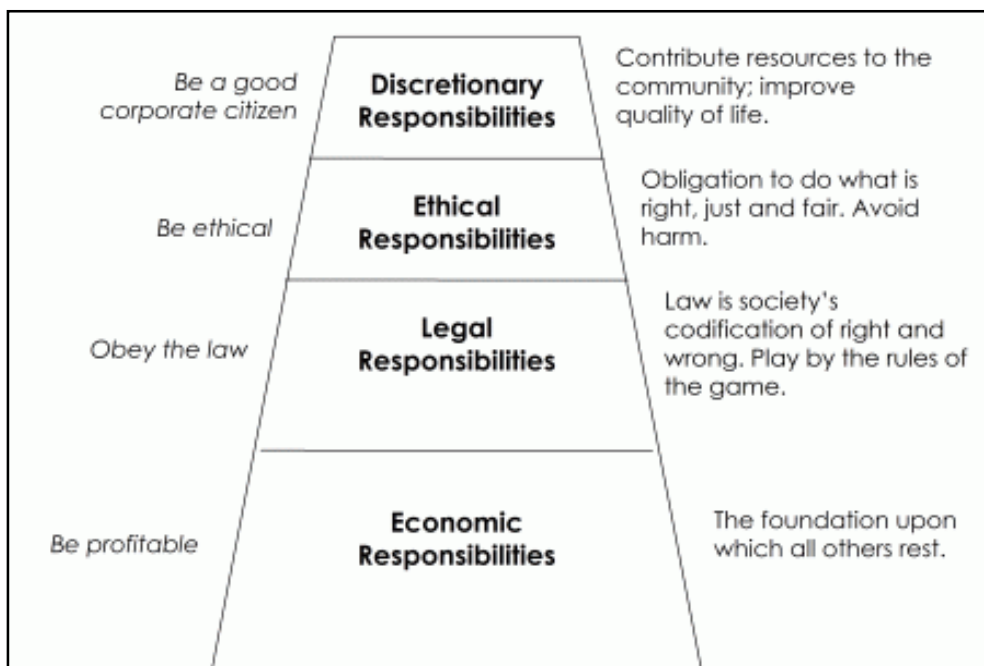 Be a good
corporate citizen
Discretionary
Responsibilities
Contribute resources to the
community; improve
quality of life.
Be ethical
Ethical
Responsibilities
Obligation to do what is
right, just and fair. Avoid
harm.
Obey the law
Legal
Responsibilities
Law is society's
codification of right and
wrong. Play by the rules of
the game.
Be profitable
Economic
Responsibilities
The foundation upon
which all others rest.